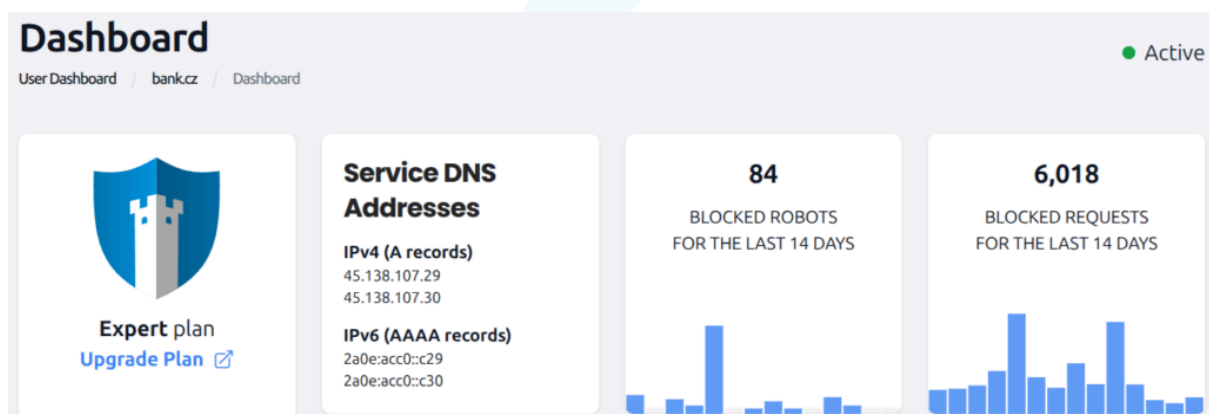 Dashboard
User Dashboard / bank.cz / Dashboard
Active
Expert plan
Upgrade Plan
Service DNS
Addresses
IPv4 (A records)
45.138.107.29
45.138.107.30
IPv6 (AAAA records)
2a0e:acc0::c29
2a0e:acc0::c30
84
BLOCKED ROBOTS
FOR THE LAST 14 DAYS
6,018
BLOCKED REQUESTS
FOR THE LAST 14 DAYS